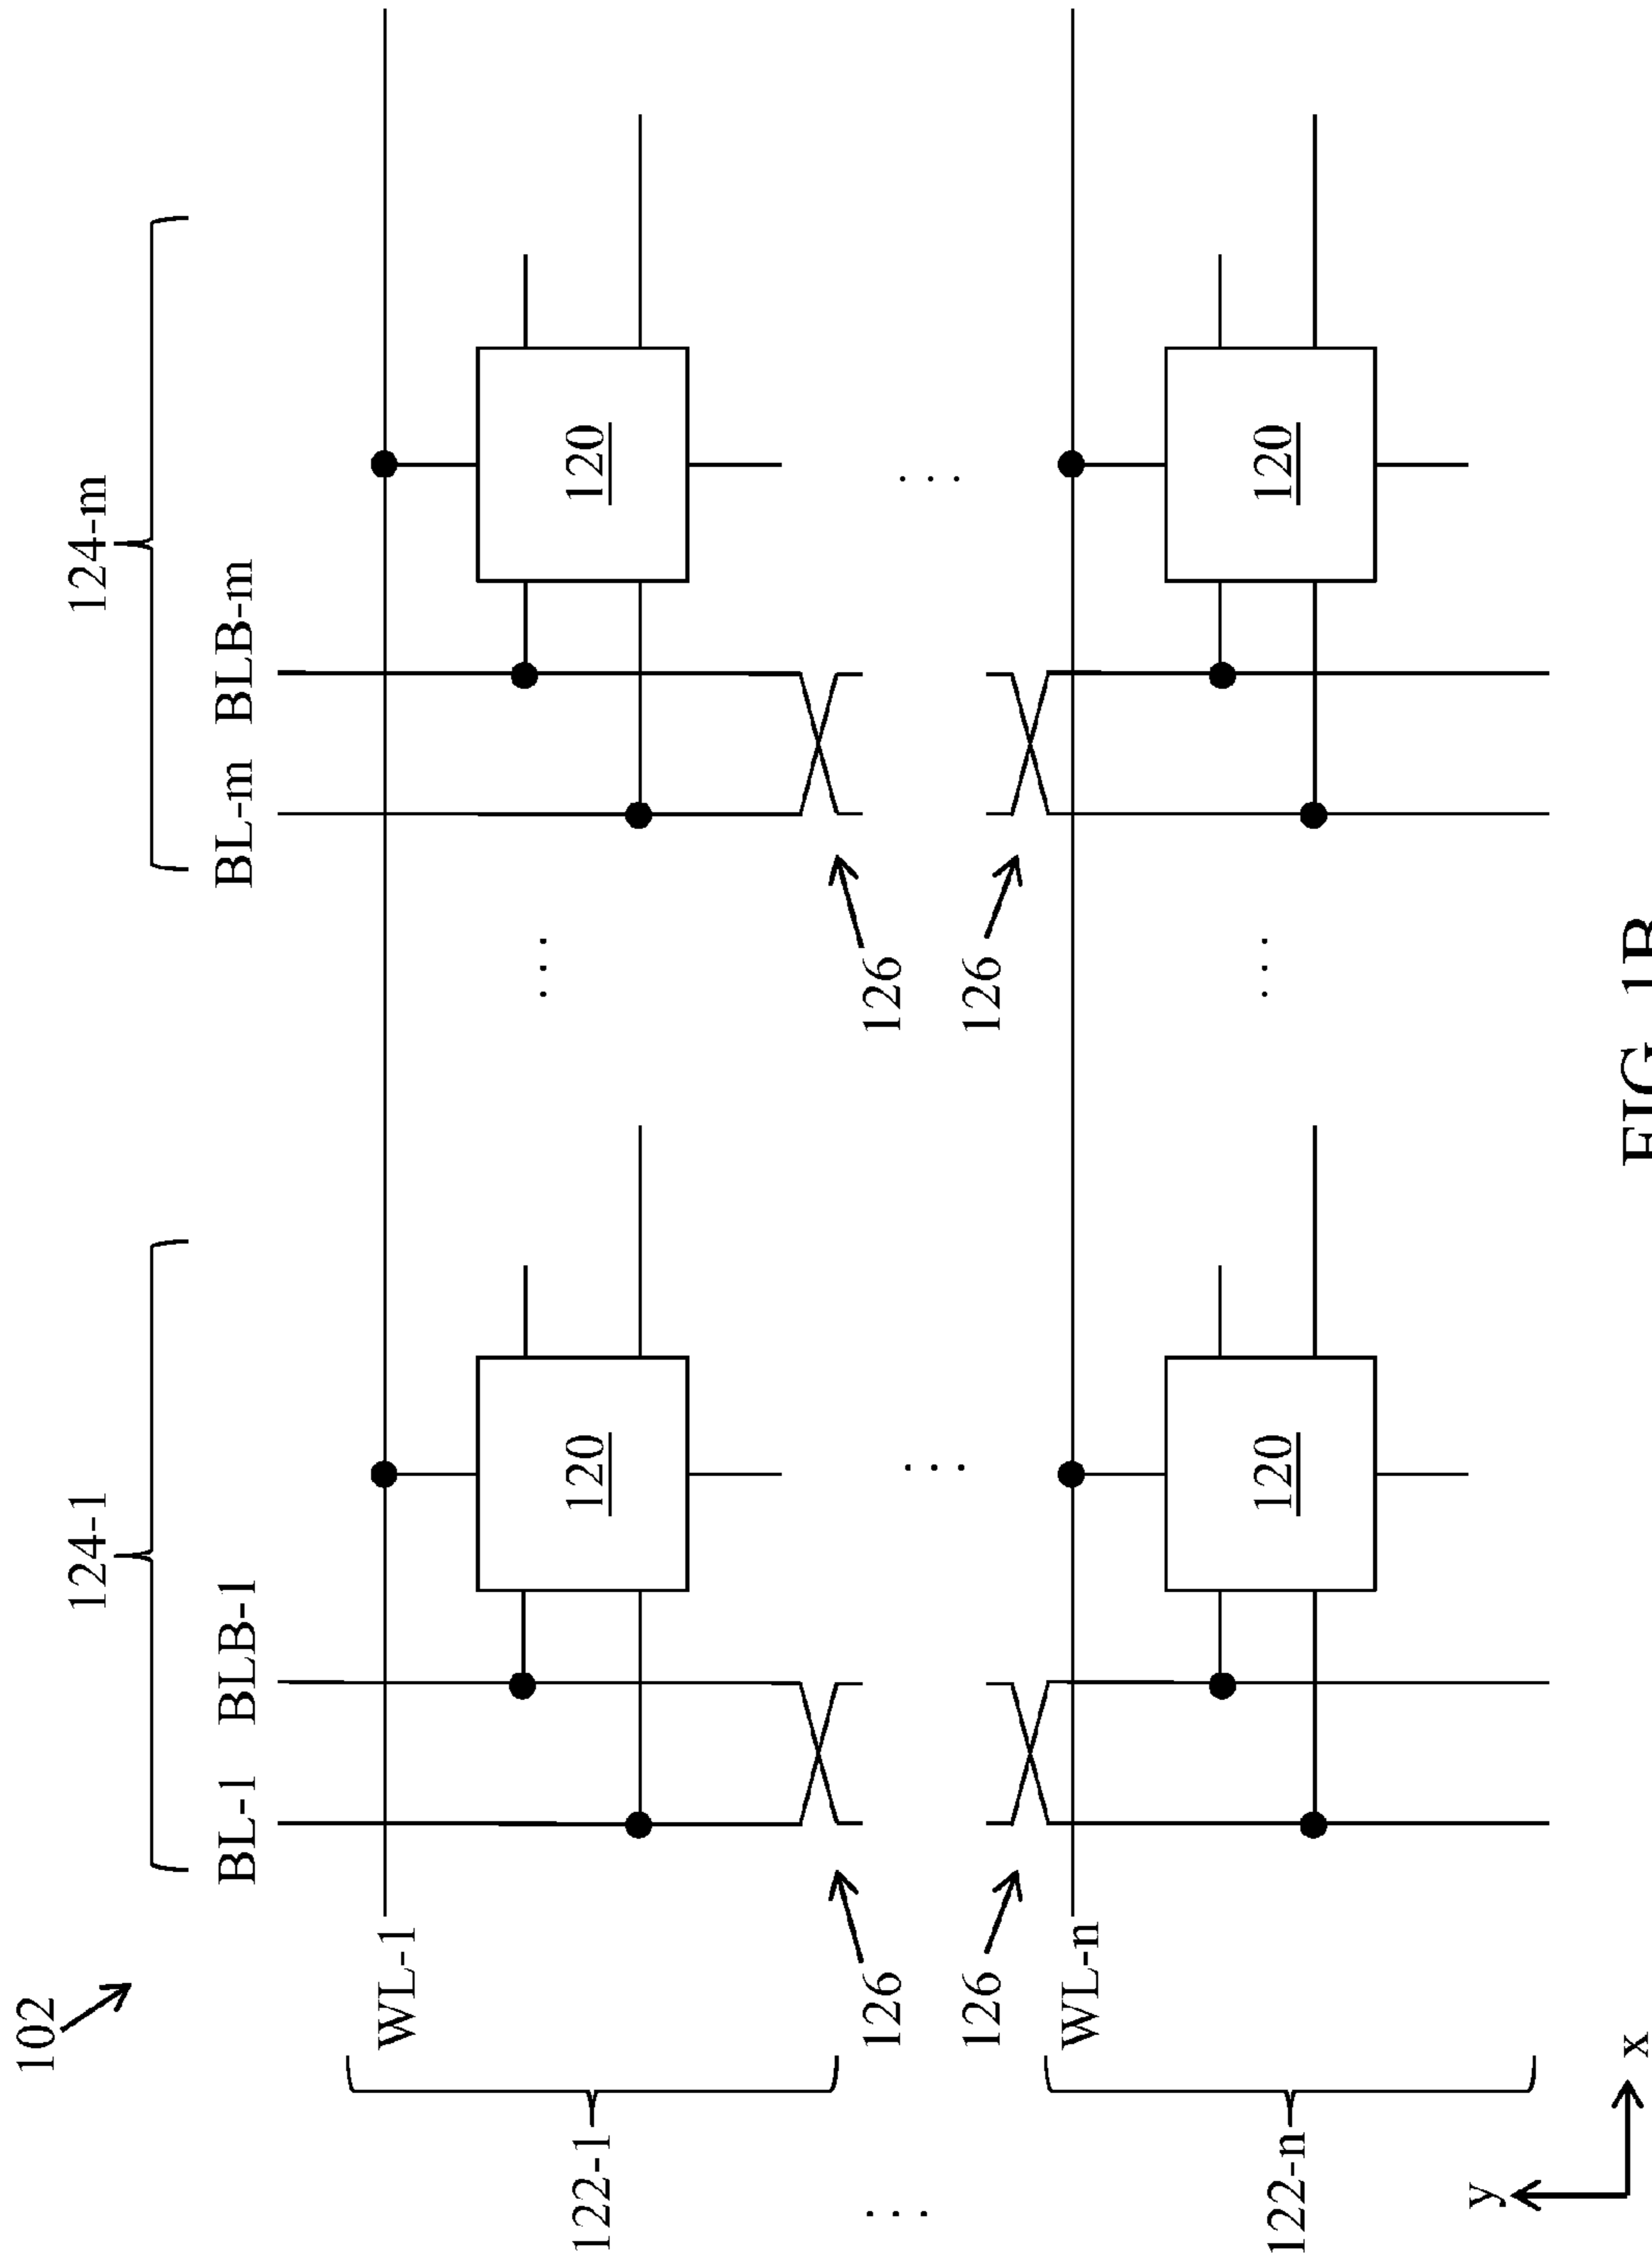 102
124-1
124-m
BL-1 BLB-1
BL-m BLB-m
WL-1
122-1
120
120
. . .
. . .
. . .
. . .
126
126
126
126
WL-n
122-n
120
120
. . .
y
x
FIG. 1B